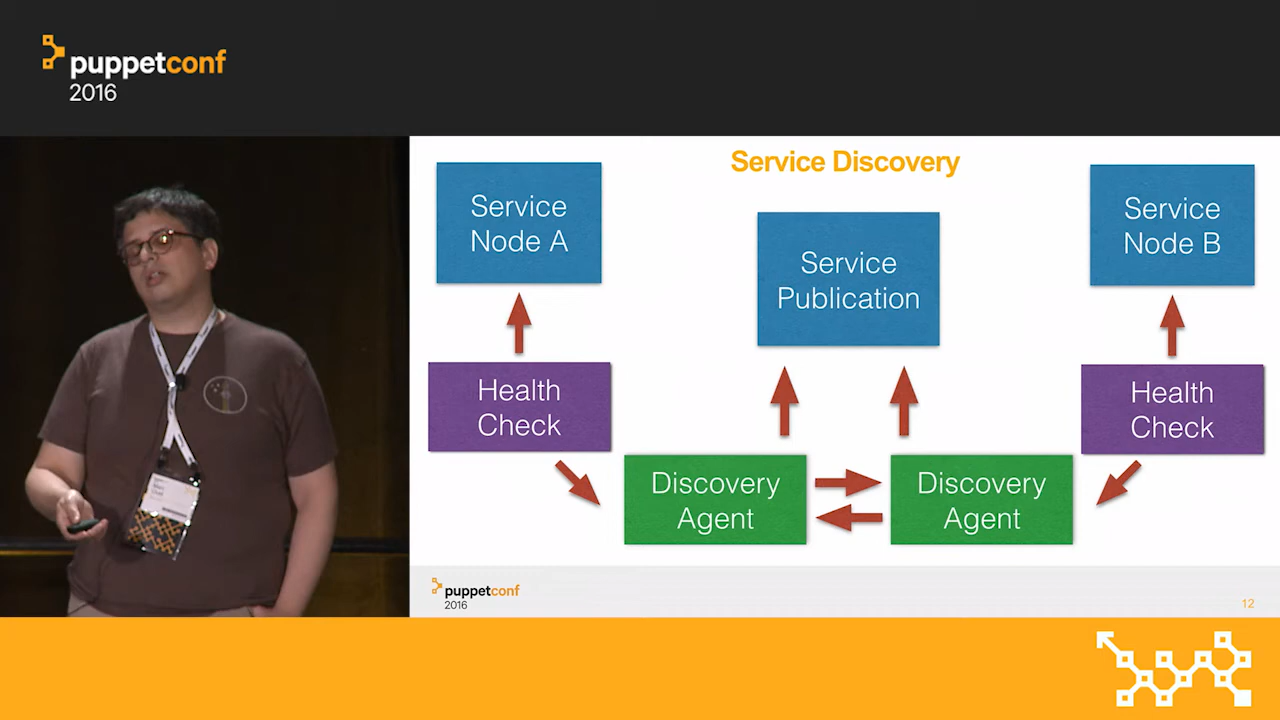 puppetconf
2016
Service Discovery
Service
Node A
Service
Publication
Service
Node B
Health
Check
Health
Check
Discovery
Agent
Discovery
Agent
puppetconf
2016
12